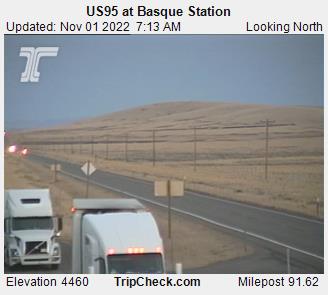 US95 at Basque Station
Updated: Nov 01 2022 7:13 AM Looking North
Elevation 4460 TripCheck.com Milepost 91.62